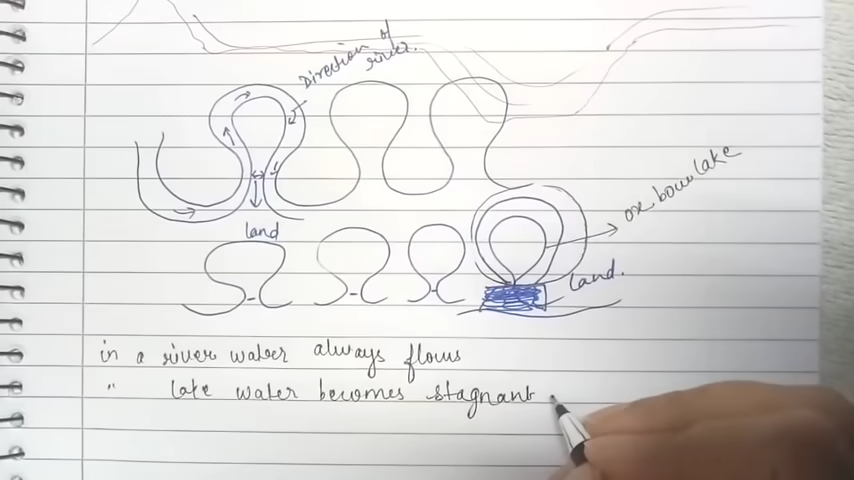 Direction of
river.
ox bow lake
land
land.
in a river water always flows
" lake water becomes stagnant